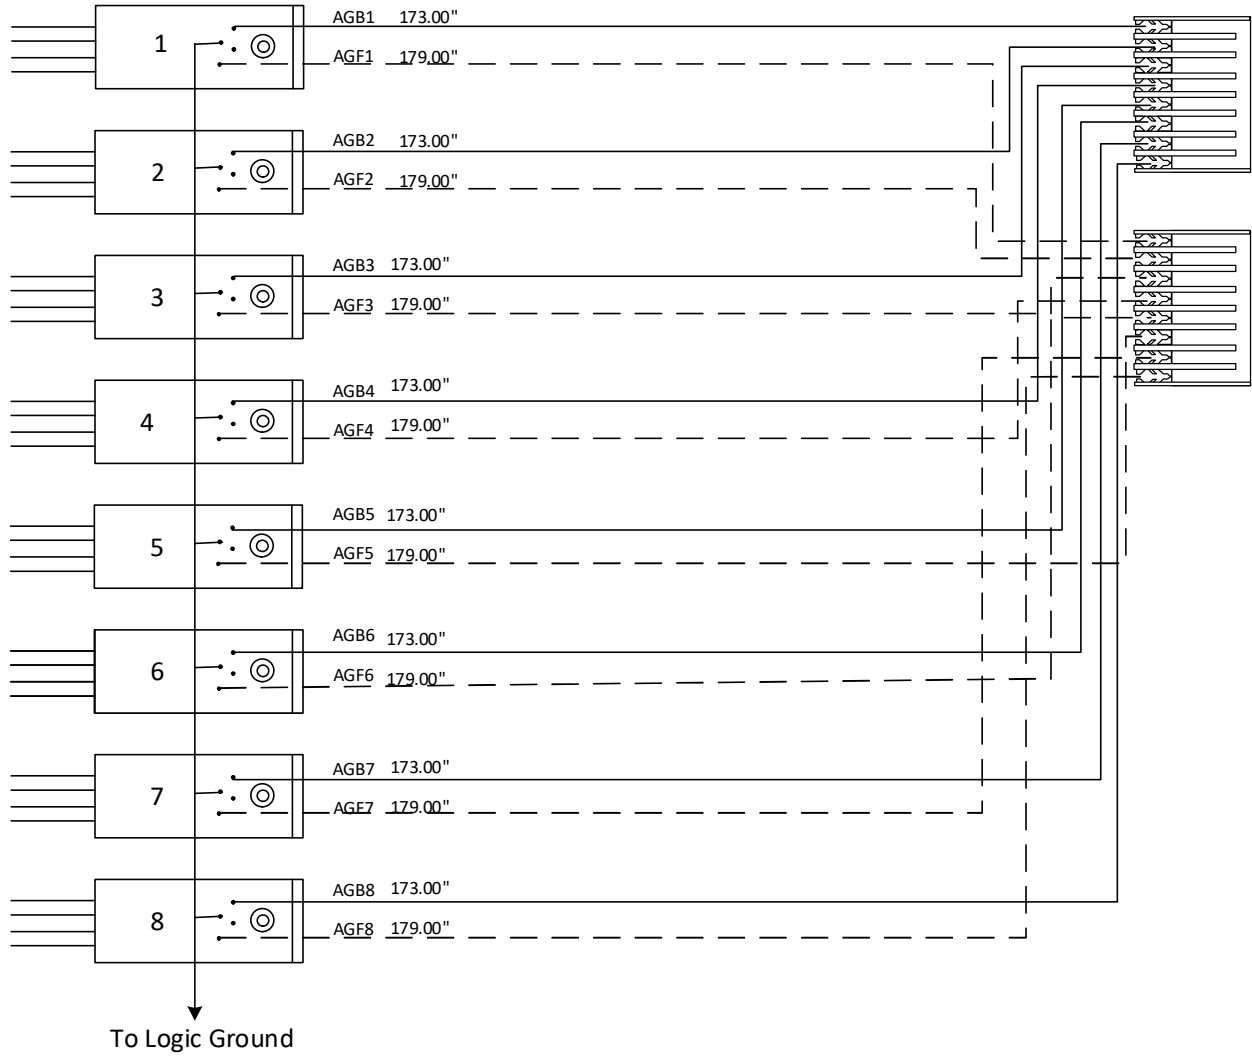 AGB1 173.00"
1
AGF1 179.00"
AGB2 173.00"
2
AGF2 179.00"
AGB3 173.00"
3
AGF3 179.00"
AGB4 173.00"
4
AGF4 179.00"
AGB5 173.00"
5
AGF5 179.00"
AGB6 173.00"
6
AGF6 179.00"
AGB7 173.00"
7
AGF7 179.00"
AGB8 173.00"
8
AGF8 179.00"
To Logic Ground